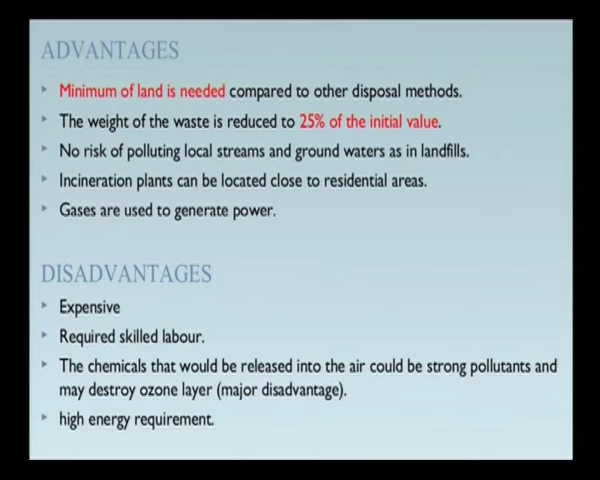 ADVANTAGES
Minimum of land is needed compared to other disposal methods.
The weight of the waste is reduced to 25% of the initial value.
No risk of polluting local streams and ground waters as in landfills.
Incineration plants can be located close to residential areas.
Gases are used to generate power.
DISADVANTAGES
Expensive
Required skilled labour.
The chemicals that would be released into the air could be strong pollutants and
may destroy ozone layer (major disadvantage).
high energy requirement.